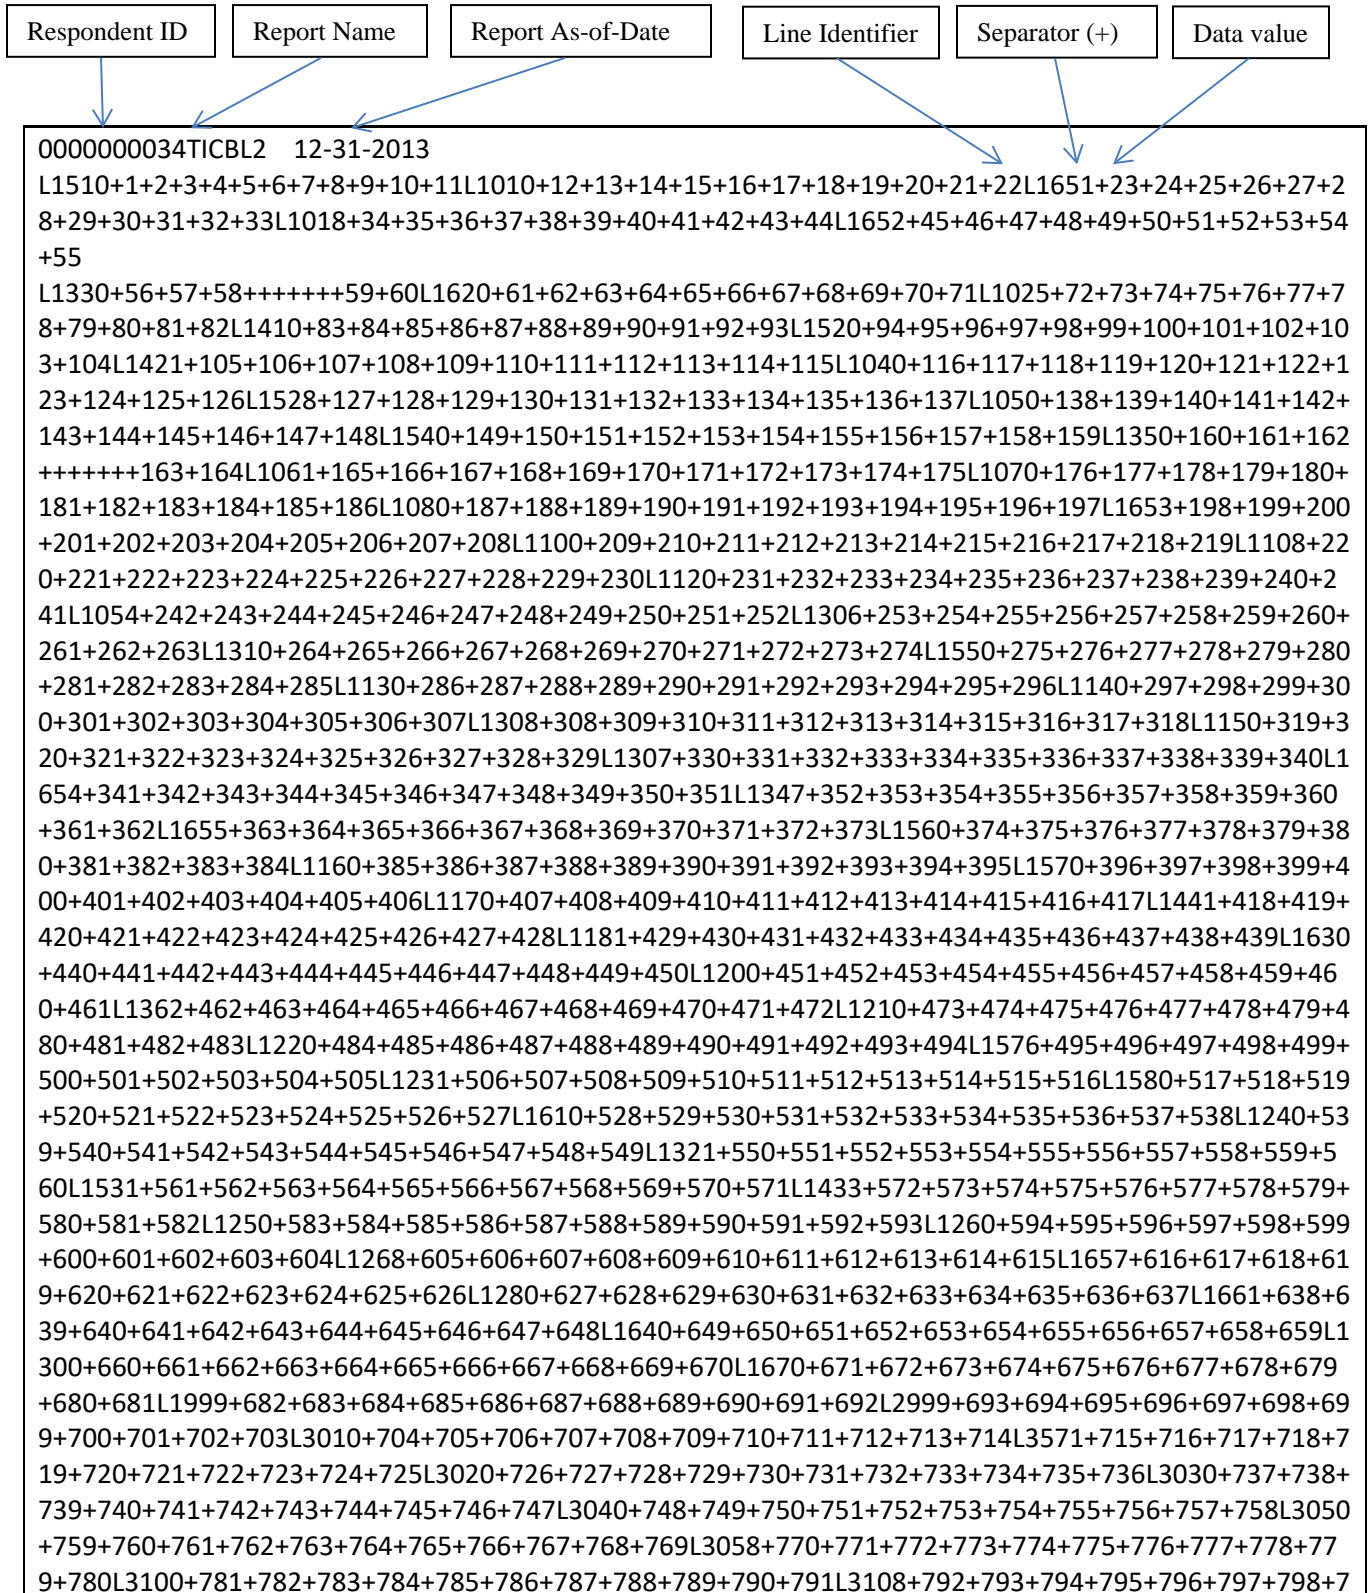 Respondent ID Report Name Report As-of-Date Line Identifier Separator (+) Data value
0000000034TICBL2 12-31-2013
L1510+1+2+3+4+5+6+7+8+9+10+11L1010+12+13+14+15+16+17+18+19+20+21+22L1651+23+24+25+26+27+2
8+29+30+31+32+33L1018+34+35+36+37+38+39+40+41+42+43+44L1652+45+46+47+48+49+50+51+52+53+54
+55
L1330+56+57+58+++++++59+60L1620+61+62+63+64+65+66+67+68+69+70+71L1025+72+73+74+75+76+77+7
8+79+80+81+82L1410+83+84+85+86+87+88+89+90+91+92+93L1520+94+95+96+97+98+99+100+101+102+10
3+104L1421+105+106+107+108+109+110+111+112+113+114+115L1040+116+117+118+119+120+121+122+1
23+124+125+126L1528+127+128+129+130+131+132+133+134+135+136+137L1050+138+139+140+141+142+
143+144+145+146+147+148L1540+149+150+151+152+153+154+155+156+157+158+159L1350+160+161+162
+++++++163+164L1061+165+166+167+168+169+170+171+172+173+174+175L1070+176+177+178+179+180+
181+182+183+184+185+186L1080+187+188+189+190+191+192+193+194+195+196+197L1653+198+199+200
+201+202+203+204+205+206+207+208L1100+209+210+211+212+213+214+215+216+217+218+219L1108+22
0+221+222+223+224+225+226+227+228+229+230L1120+231+232+233+234+235+236+237+238+239+240+2
41L1054+242+243+244+245+246+247+248+249+250+251+252L1306+253+254+255+256+257+258+259+260+
261+262+263L1310+264+265+266+267+268+269+270+271+272+273+274L1550+275+276+277+278+279+280
+281+282+283+284+285L1130+286+287+288+289+290+291+292+293+294+295+296L1140+297+298+299+30
0+301+302+303+304+305+306+307L1308+308+309+310+311+312+313+314+315+316+317+318L1150+319+3
20+321+322+323+324+325+326+327+328+329L1307+330+331+332+333+334+335+336+337+338+339+340L1
654+341+342+343+344+345+346+347+348+349+350+351L1347+352+353+354+355+356+357+358+359+360
+361+362L1655+363+364+365+366+367+368+369+370+371+372+373L1560+374+375+376+377+378+379+38
0+381+382+383+384L1160+385+386+387+388+389+390+391+392+393+394+395L1570+396+397+398+399+4
00+401+402+403+404+405+406L1170+407+408+409+410+411+412+413+414+415+416+417L1441+418+419+
420+421+422+423+424+425+426+427+428L1181+429+430+431+432+433+434+435+436+437+438+439L1630
+440+441+442+443+444+445+446+447+448+449+450L1200+451+452+453+454+455+456+457+458+459+46
0+461L1362+462+463+464+465+466+467+468+469+470+471+472L1210+473+474+475+476+477+478+479+4
80+481+482+483L1220+484+485+486+487+488+489+490+491+492+493+494L1576+495+496+497+498+499+
500+501+502+503+504+505L1231+506+507+508+509+510+511+512+513+514+515+516L1580+517+518+519
+520+521+522+523+524+525+526+527L1610+528+529+530+531+532+533+534+535+536+537+538L1240+53
9+540+541+542+543+544+545+546+547+548+549L1321+550+551+552+553+554+555+556+557+558+559+5
60L1531+561+562+563+564+565+566+567+568+569+570+571L1433+572+573+574+575+576+577+578+579+
580+581+582L1250+583+584+585+586+587+588+589+590+591+592+593L1260+594+595+596+597+598+599
+600+601+602+603+604L1268+605+606+607+608+609+610+611+612+613+614+615L1657+616+617+618+61
9+620+621+622+623+624+625+626L1280+627+628+629+630+631+632+633+634+635+636+637L1661+638+6
39+640+641+642+643+644+645+646+647+648L1640+649+650+651+652+653+654+655+656+657+658+659L1
300+660+661+662+663+664+665+666+667+668+669+670L1670+671+672+673+674+675+676+677+678+679
+680+681L1999+682+683+684+685+686+687+688+689+690+691+692L2999+693+694+695+696+697+698+69
9+700+701+702+703L3010+704+705+706+707+708+709+710+711+712+713+714L3571+715+716+717+718+7
19+720+721+722+723+724+725L3020+726+727+728+729+730+731+732+733+734+735+736L3030+737+738+
739+740+741+742+743+744+745+746+747L3040+748+749+750+751+752+753+754+755+756+757+758L3050
+759+760+761+762+763+764+765+766+767+768+769L3058+770+771+772+773+774+775+776+777+778+77
9+780L3100+781+782+783+784+785+786+787+788+789+790+791L3108+792+793+794+795+796+797+798+7